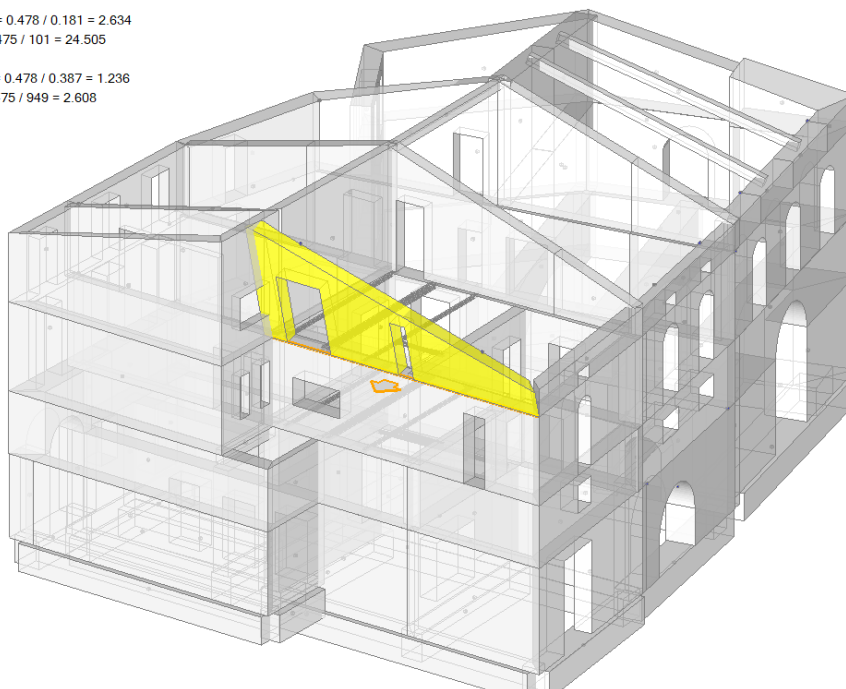 = 0.478 / 0.181 = 2.634
475 / 101 = 24.505
= 0.478 / 0.387 = 1.236
75 / 949 = 2.608